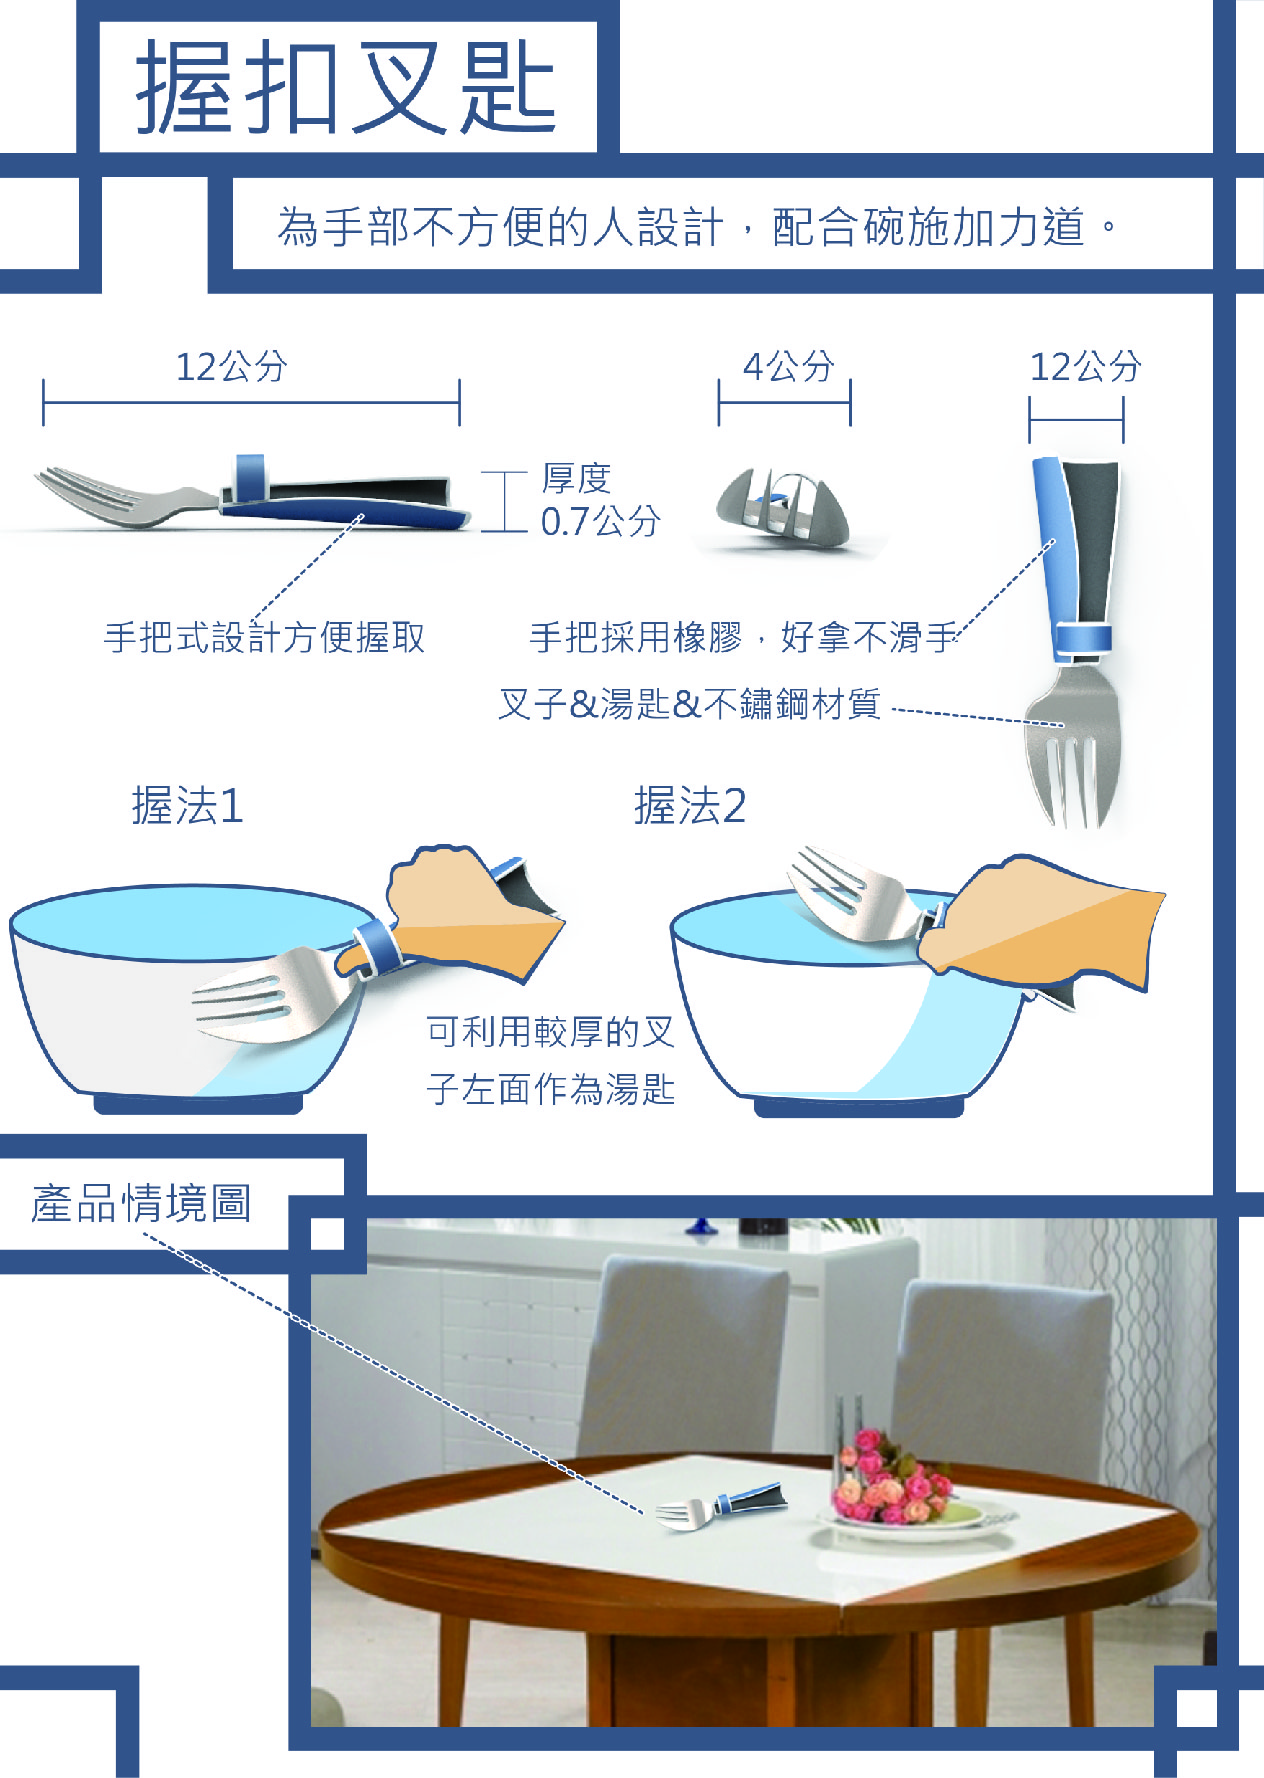 握扣叉匙
為手部不方便的人設計，配合碗施加力道。
12公分
4公分
12公分
厚度
0.7公分
手把式設計方便握取
手把採用橡膠，好拿不滑手
叉子&湯匙&不鏽鋼材質
握法1
握法2
可利用較厚的叉
子左面作為湯匙
產品情境圖